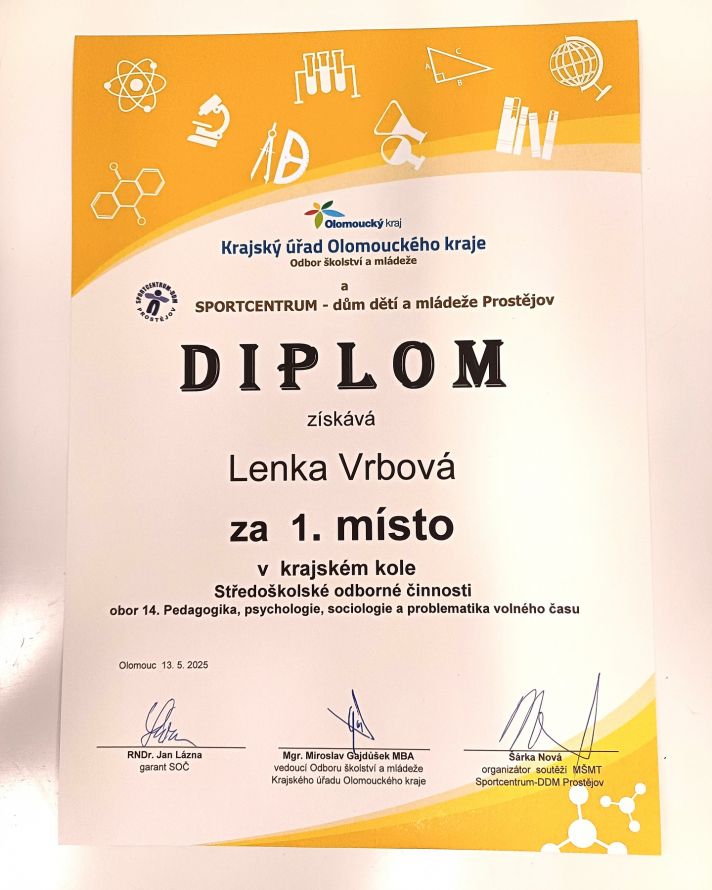 C
A
B
Olomoucký kraj
Krajský úřad Olomouckého kraje
Odbor školství a mládeže
a
SPORTCENTRUM-DDM
PROSTĚJOV
SPORTCENTRUM - dům dětí a mládeže Prostějov
DIPLOM
získává
Lenka Vrbová
za 1. místo
v krajském kole
Středoškolské odborné činnosti
obor 14. Pedagogika, psychologie, sociologie a problematika volného času
Olomouc 13. 5. 2025
RNDr. Jan Lázna
garant SOČ
Mgr. Miroslav Gajdůšek MBA
vedoucí Odboru školství a mládeže
Krajského úřadu Olomouckého kraje
Šárka Nová
organizátor soutěží MŠMT
Sportcentrum-DDM Prostějov